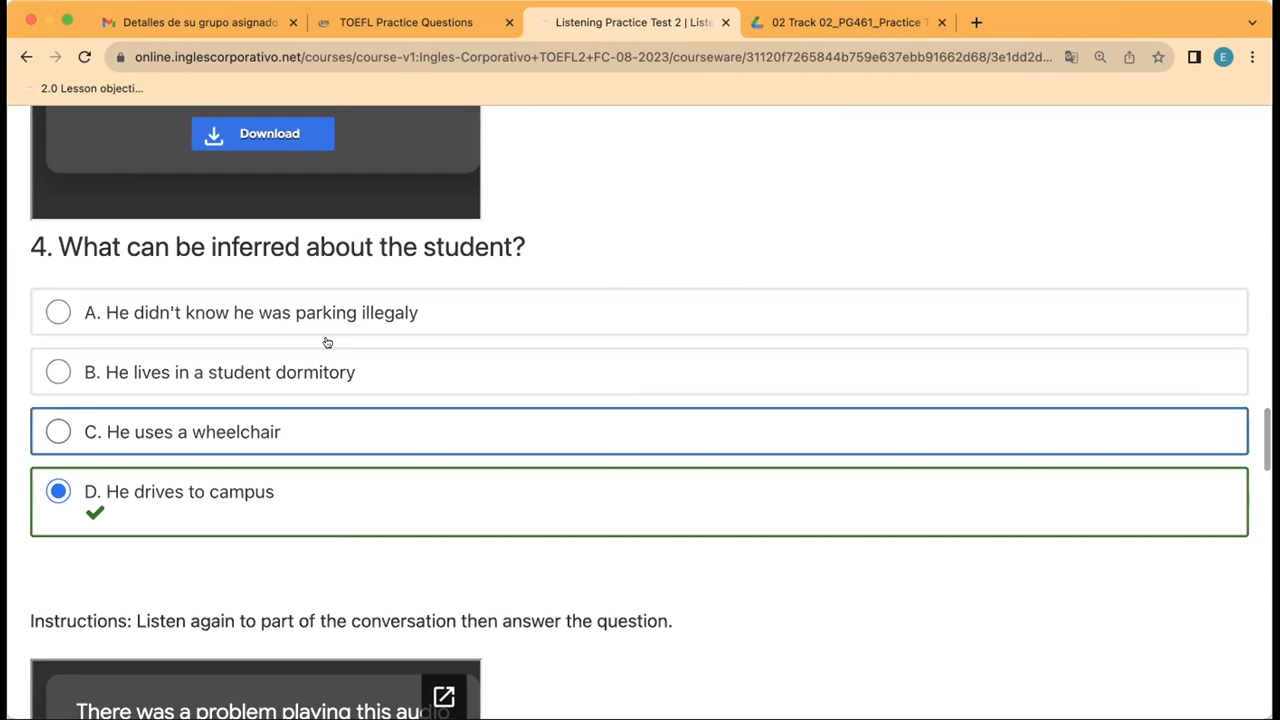 Detalles de su grupo asignado
TOEFL Practice Questions
Listening Practice Test 2 | Liste
02 Track 02_PG461_Practice T
online.inglescorporativo.net/courses/course-v1:Ingles-Corporativo+TOEFL2+FC-08-2023/courseware/31120f7265844b759e637ebb91662d68/3e1dd2d...
E
2.0 Lesson objecti...
Download
4. What can be inferred about the student?
A. He didn't know he was parking illegaly
B. He lives in a student dormitory
C. He uses a wheelchair
D. He drives to campus
Instructions: Listen again to part of the conversation then answer the question.
There was a problem playing this audio